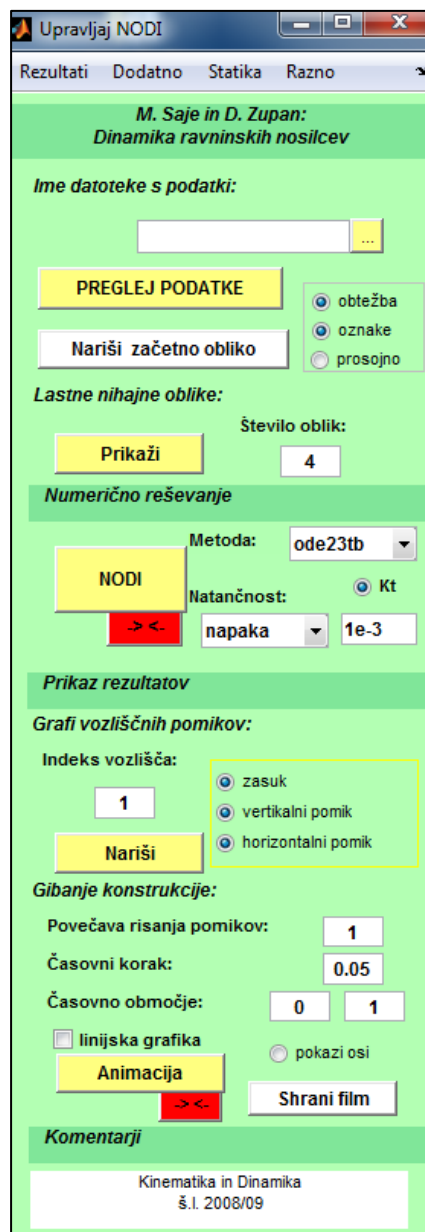 Upravljaj NODI
Rezultati Dodatno Statika Razno
M. Saje in D. Zupan:
Dinamika ravninskih nosilcev
Ime datoteke s podatki:
...
PREGLEJ PODATKE
obtežba
Nariši začetno obliko
oznake
prosojno
Lastne nihajne oblike:
Število oblik:
Prikaži
4
Numerično reševanje
Metoda:
ode23tb
NODI
Kt
Natančnost:
-> <-
napaka
1e-3
Prikaz rezultatov
Grafi vozliščnih pomikov:
Indeks vozlišča:
1
zasuk
vertikalni pomik
horizontalni pomik
Nariši
Gibanje konstrukcije:
Povečava risanja pomikov:
1
Časovni korak:
0.05
Časovno območje:
0 1
linijska grafika
pokazi osi
Animacija
-> <-
Shrani film
Komentarji
Kinematika in Dinamika
š.l. 2008/09